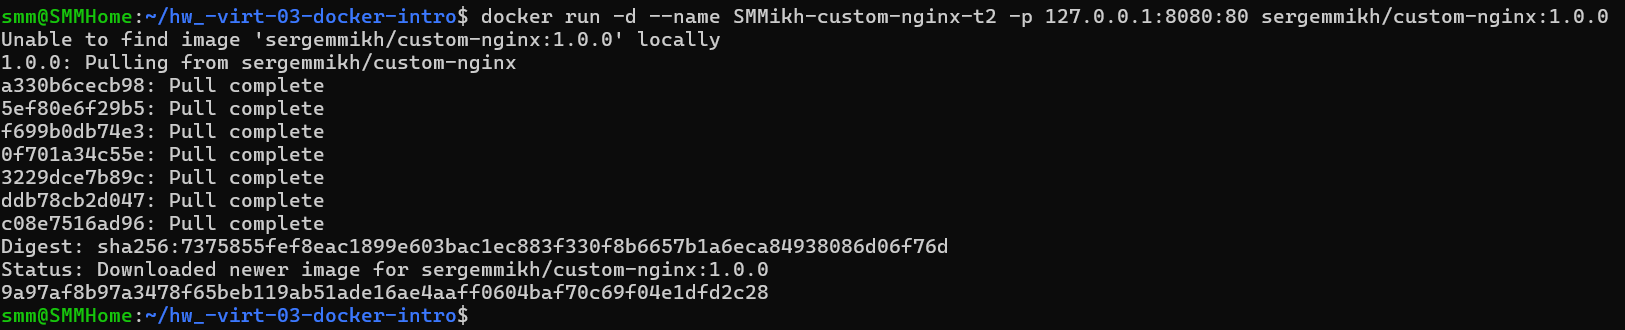 smm@SMMHome:~/hw_-virt-03-docker-intro$ docker run -d --name SMMikh-custom-nginx-t2 -p 127.0.0.1:8080:80 sergemmikh/custom-nginx:1.0.0
Unable to find image 'sergemmikh/custom-nginx:1.0.0' locally
1.0.0: Pulling from sergemmikh/custom-nginx
a330b6cecb98: Pull complete
5ef80e6f29b5: Pull complete
f699b0db74e3: Pull complete
0f701a34c55e: Pull complete
3229dce7b89c: Pull complete
ddb78cb2d047: Pull complete
c08e7516ad96: Pull complete
Digest: sha256:7375855fef8eac1899e603bac1ec883f330f8b6657b1a6eca84938086d06f76d
Status: Downloaded newer image for sergemmikh/custom-nginx:1.0.0
9a97af8b97a3478f65beb119ab51ade16ae4aaff0604baf70c69f04e1dfd2c28
smm@SMMHome:~/hw_-virt-03-docker-intro$